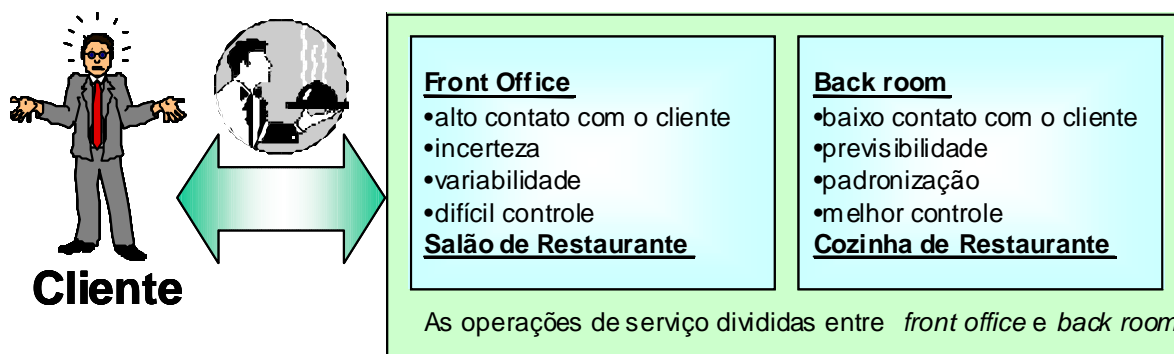 Cliente
Front Office
•alto contato com o cliente
•incerteza
•variabilidade
•difícil controle
Salão de Restaurante
Back room
•baixo contato com o cliente
•previsibilidade
•padronização
•melhor controle
Cozinha de Restaurante
As operações de serviço divididas entre front office e back room